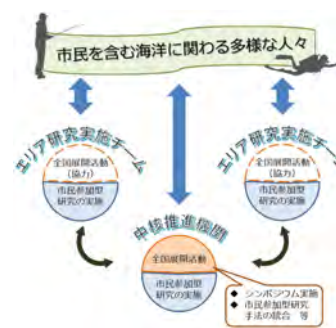 市民を含む海洋に関わる多様な人々
エリア研究実施チーム
全国展開活動
(協力)
市民参加型
研究の実施
エリア研究実施チーム
全国展開活動
(協力)
市民参加型
研究の実施
中核推進機関
全国展開活動
市民参加型
研究の実施
◆ シンポジウム実施
◆ 市民参加型研究
手法の統合 等